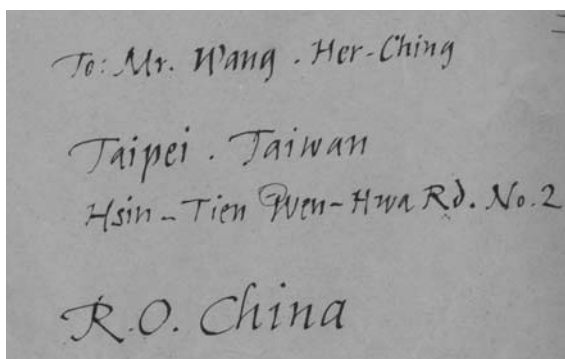 To: Mr. Wang . Her-Ching
Taipei . Taiwan
Hsin-Tien Wen-Hwa Rd. No. 2
R.O. China